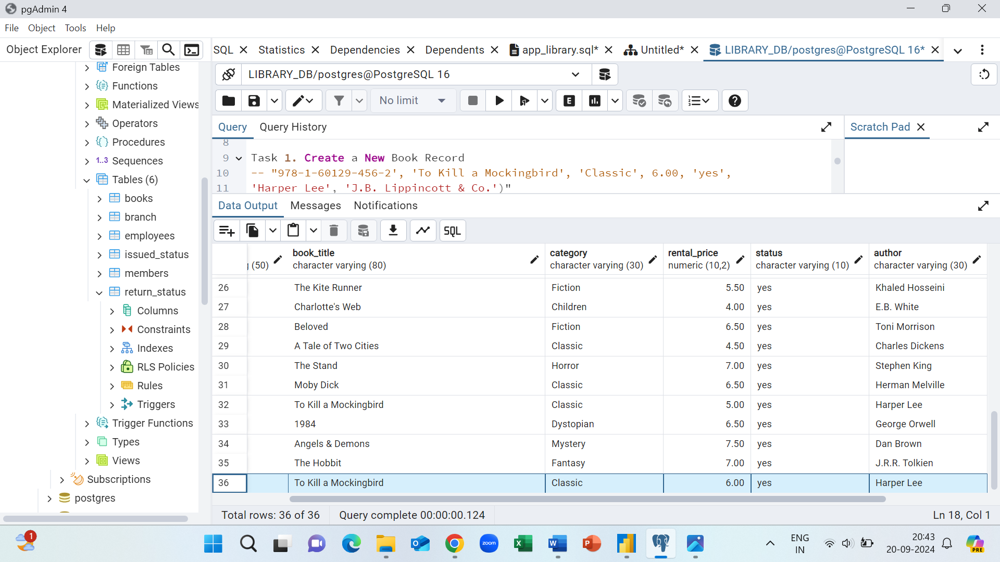 pgAdmin 4
File Object Tools Help
Object Explorer
SQL Statistics Dependencies Dependents app_library.sql* Untitled* LIBRARY_DB/postgres@PostgreSQL 16*
Foreign Tables
Functions
Materialized Views
Operators
Procedures
1..3 Sequences
Tables (6)
books
branch
employees
issued_status
members
return_status
Columns
Constraints
Indexes
RLS Policies
Rules
Triggers
Trigger Functions
Types
Views
Subscriptions
postgres
LIBRARY_DB/postgres@PostgreSQL 16
No limit
E
Query Query History
Scratch Pad
8
9 Task 1. Create a New Book Record
10 -- "978-1-60129-456-2', 'To Kill a Mockingbird', 'Classic', 6.00, 'yes',
11 'Harper Lee', 'J.B. Lippincott & Co.')"
Data Output Messages Notifications
SQL
book_title category rental_price status author
(50) character varying (80) character varying (30) numeric (10,2) character varying (10) character varying (30)
26 The Kite Runner Fiction 5.50 yes Khaled Hosseini
27 Charlotte's Web Children 4.00 yes E.B. White
28 Beloved Fiction 6.50 yes Toni Morrison
29 A Tale of Two Cities Classic 4.50 yes Charles Dickens
30 The Stand Horror 7.00 yes Stephen King
31 Moby Dick Classic 6.50 yes Herman Melville
32 To Kill a Mockingbird Classic 5.00 yes Harper Lee
33 1984 Dystopian 6.50 yes George Orwell
34 Angels & Demons Mystery 7.50 yes Dan Brown
35 The Hobbit Fantasy 7.00 yes J.R.R. Tolkien
36 To Kill a Mockingbird Classic 6.00 yes Harper Lee
Total rows: 36 of 36 Query complete 00:00:00.124 Ln 18, Col 1
1
zoom
ENG
IN
20:43
20-09-2024
PRE